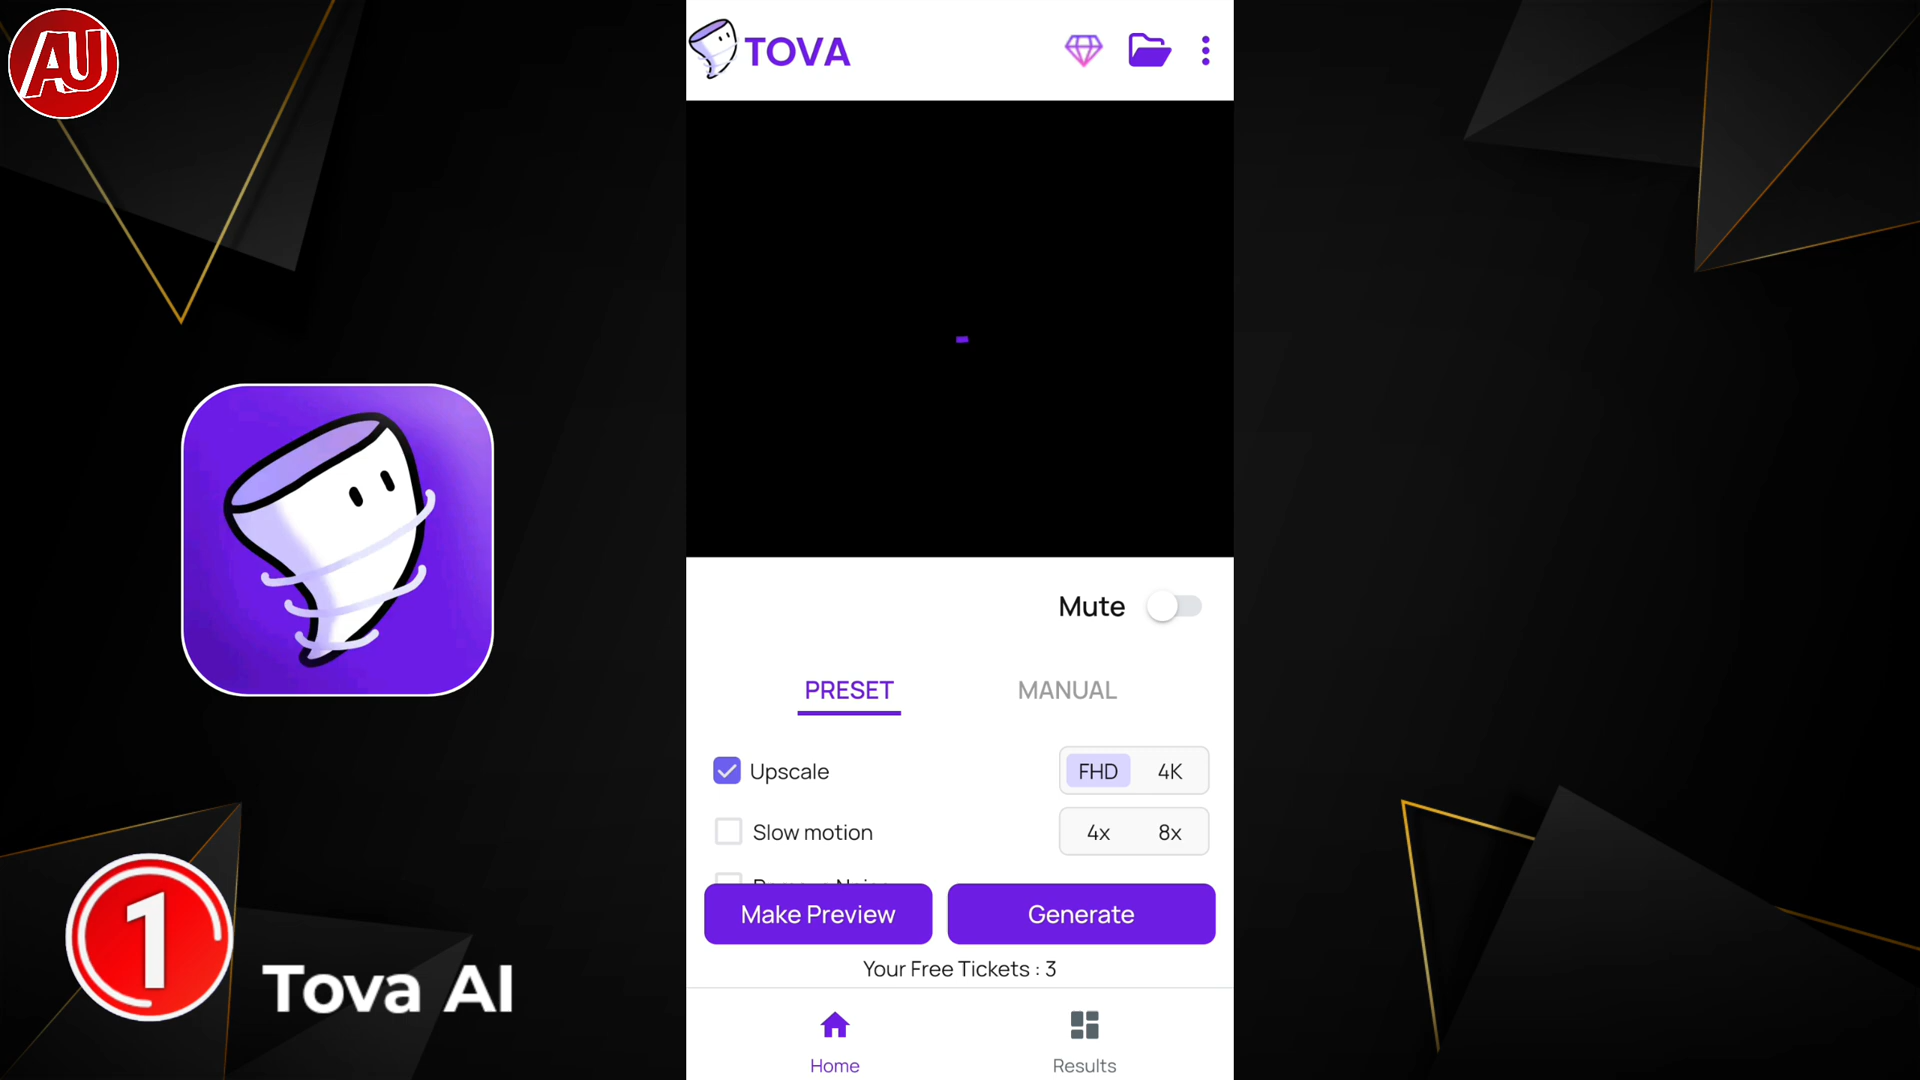 AU
TOVA
Mute
PRESET
MANUAL
Upscale
FHD
4K
Slow motion
4x
8x
Make Preview
Generate
Your Free Tickets : 3
Home
Results
1
Tova AI